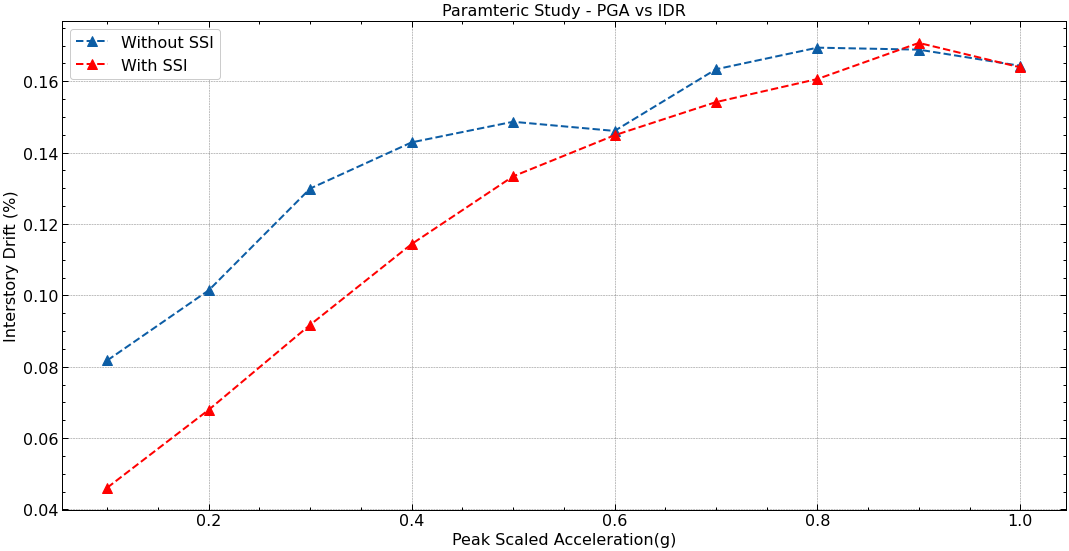 Paramteric Study - PGA vs IDR
Without SSI
With SSI
Interstory Drift (%)
0.16
0.14
0.12
0.10
0.08
0.06
0.04
0.2 0.4 0.6 0.8 1.0
Peak Scaled Acceleration(g)